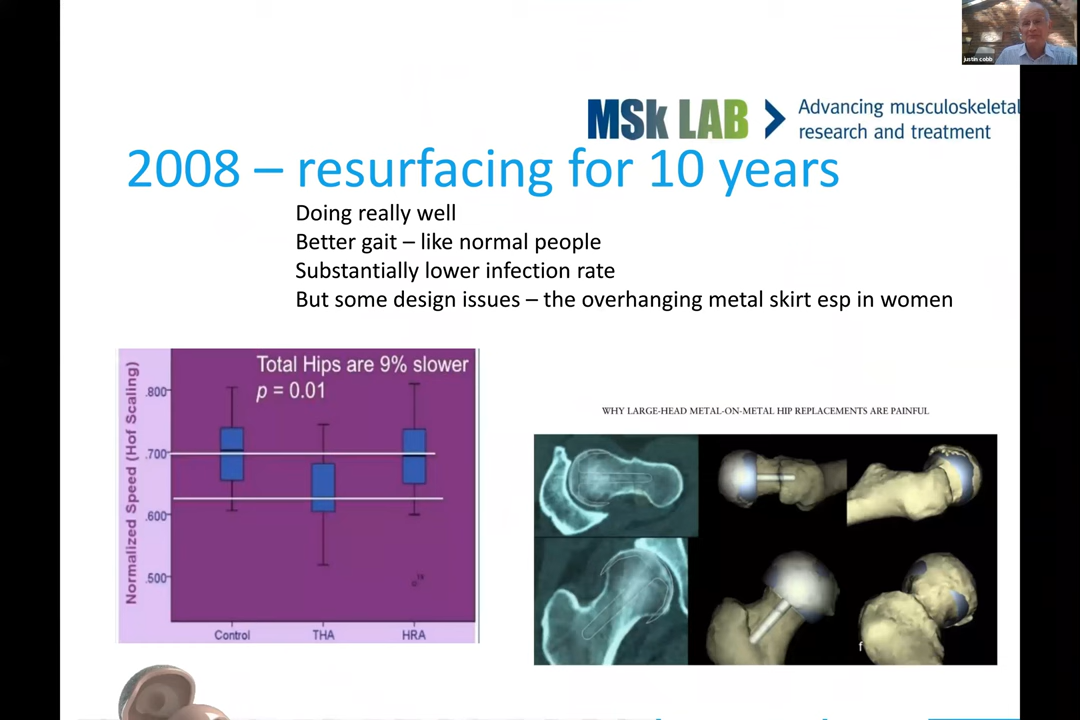 justin cobb
MSk LAB
Advancing musculoskeletal
research and treatment
2008 – resurfacing for 10 years
Doing really well
Better gait – like normal people
Substantially lower infection rate
But some design issues – the overhanging metal skirt esp in women
Total Hips are 9% slower
p = 0.01
Normalized Speed (Hof Scaling)
.800
.700
.600
.500
Control THA HRA
WHY LARGE-HEAD METAL-ON-METAL HIP REPLACEMENTS ARE PAINFUL
f